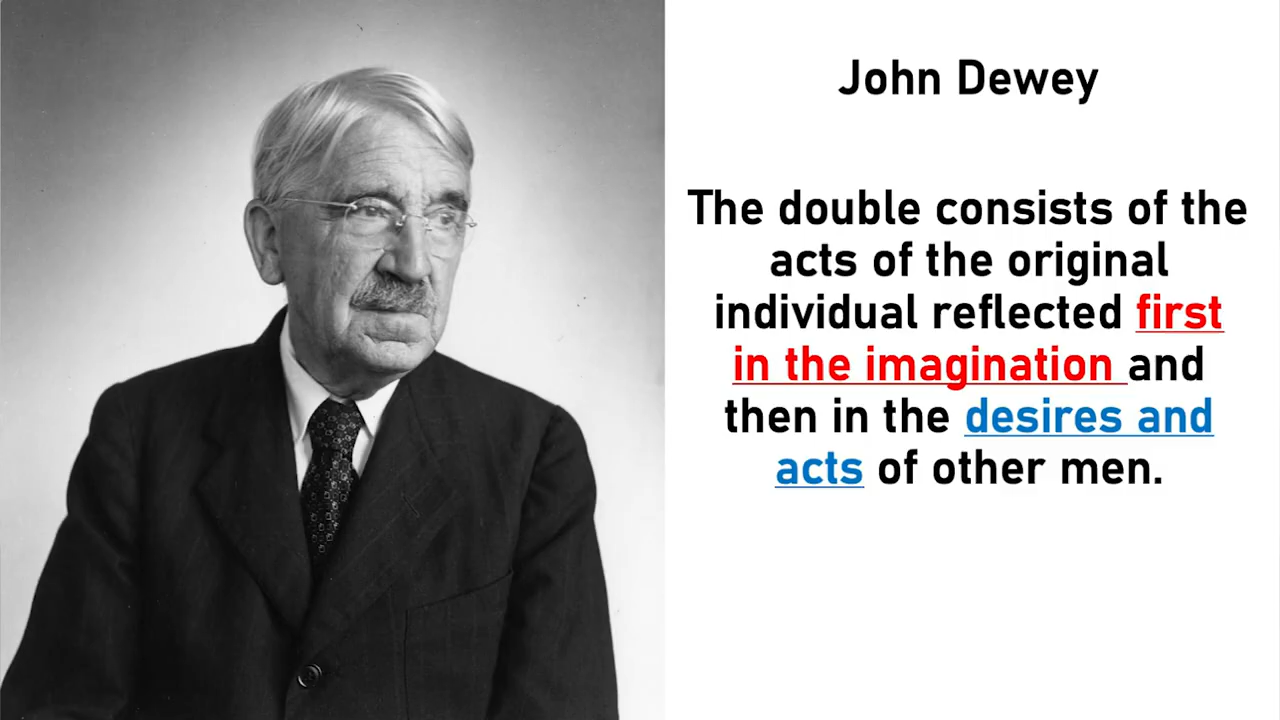 John Dewey
The double consists of the
acts of the original
individual reflected first
in the imagination and
then in the desires and
acts of other men.